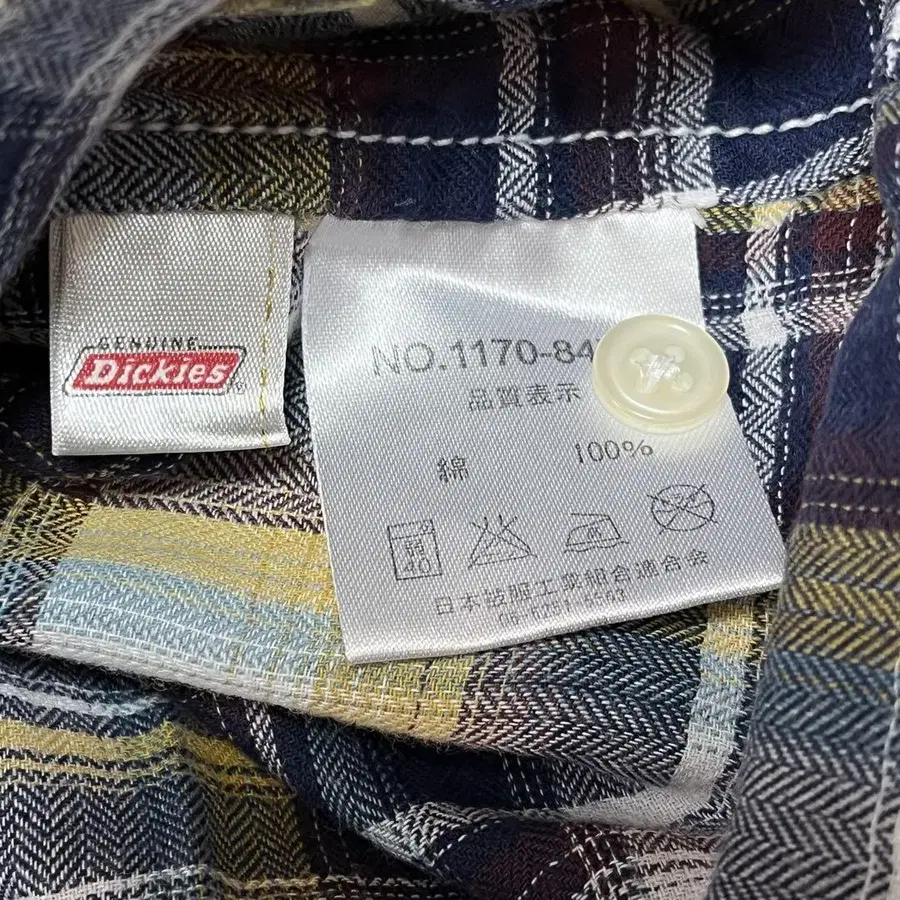 GENUINE
Dickies®
NO.1170-84
品質表示
綿 100%
40
日本被服工業組合連合会